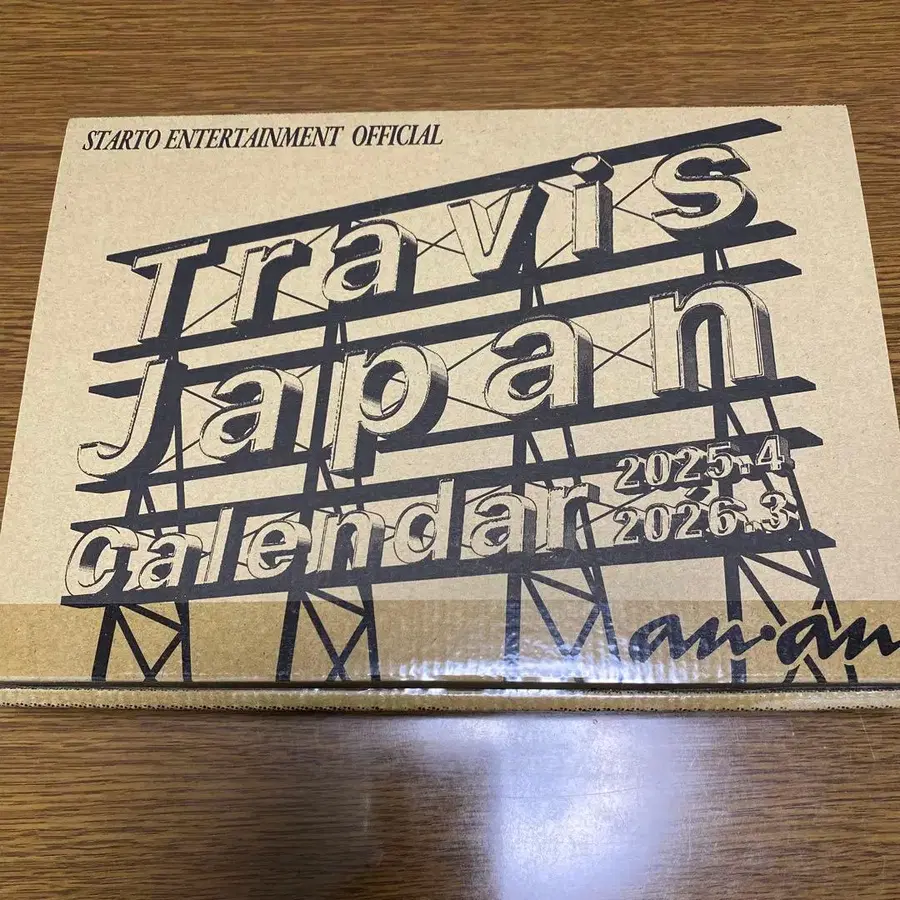 STARTO ENTERTAINMENT OFFICIAL
Travis
Japan
calendar
2025.4
2026.3
an・an